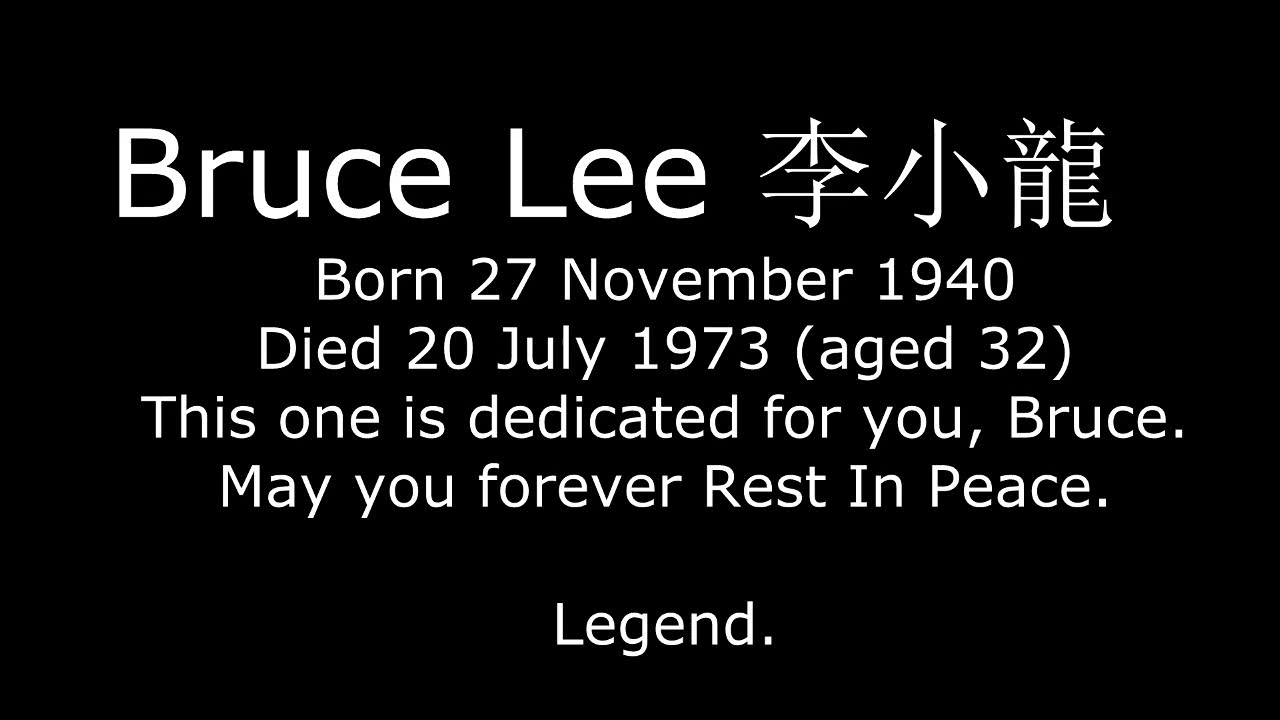 Bruce Lee 李小龍
Born 27 November 1940
Died 20 July 1973 (aged 32)
This one is dedicated for you, Bruce.
May you forever Rest In Peace.
Legend.